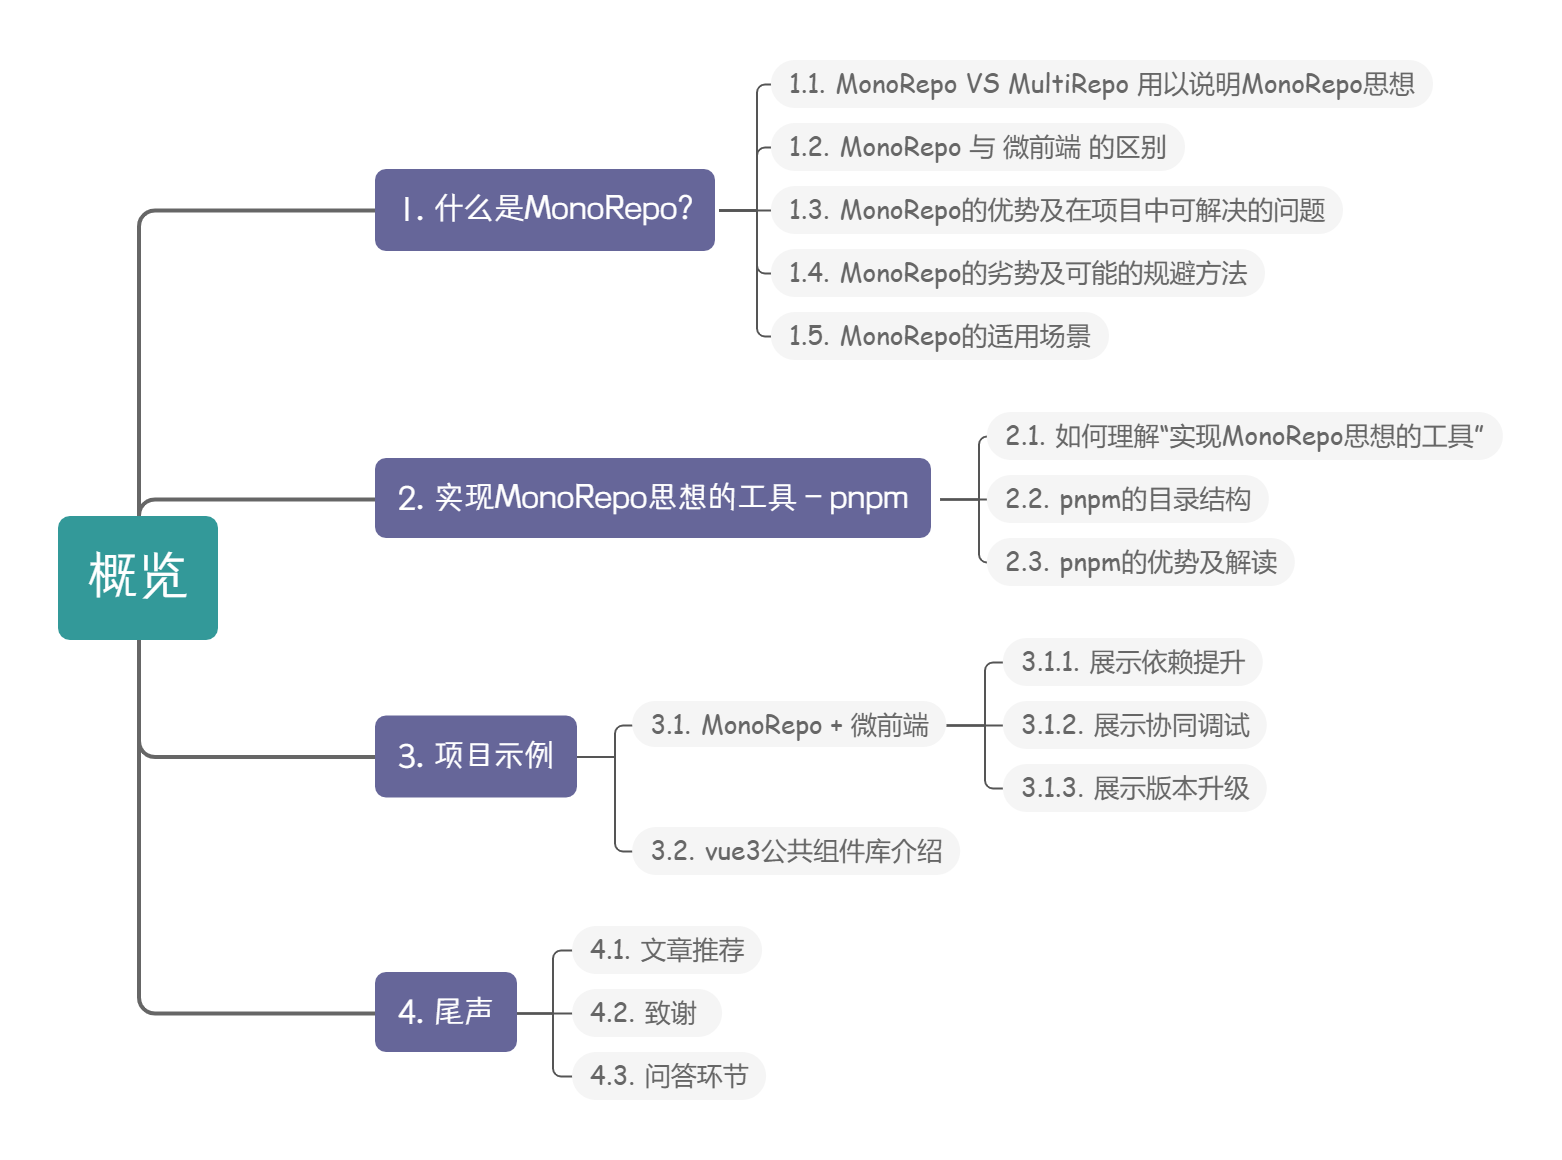 概览
1. 什么是MonoRepo?
1.1. MonoRepo VS MultiRepo 用以说明MonoRepo思想
1.2. MonoRepo 与 微前端 的区别
1.3. MonoRepo的优势及在项目中可解决的问题
1.4. MonoRepo的劣势及可能的规避方法
1.5. MonoRepo的适用场景
2. 实现MonoRepo思想的工具 - pnpm
2.1. 如何理解“实现MonoRepo思想的工具”
2.2. pnpm的目录结构
2.3. pnpm的优势及解读
3. 项目示例
3.1. MonoRepo + 微前端
3.1.1. 展示依赖提升
3.1.2. 展示协同调试
3.1.3. 展示版本升级
3.2. vue3公共组件库介绍
4. 尾声
4.1. 文章推荐
4.2. 致谢
4.3. 问答环节